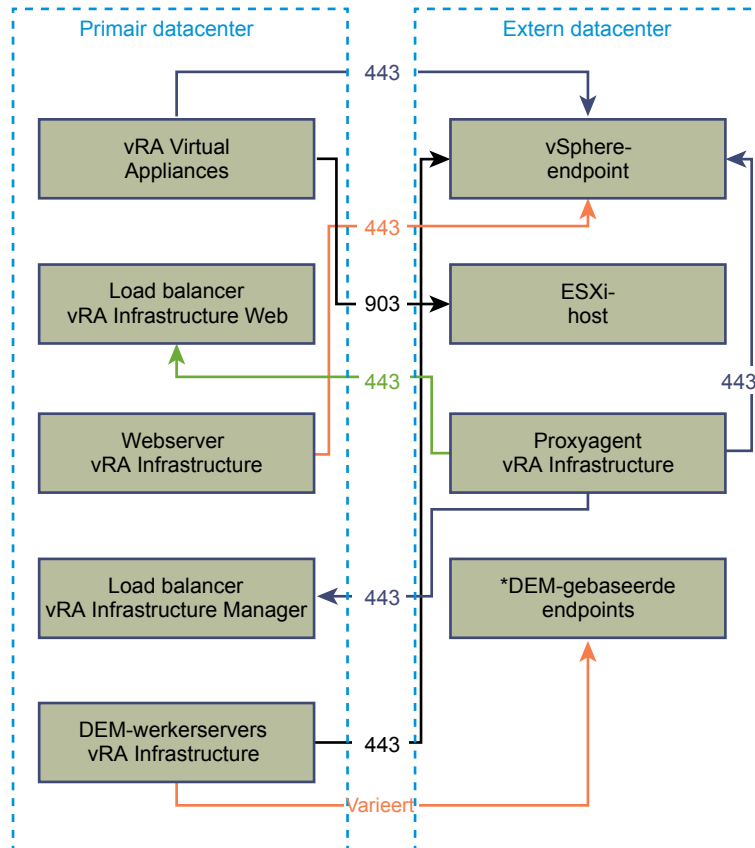 Primair datacenter
Extern datacenter
443
vRA Virtual
Appliances
vSphere-
endpoint
443
Load balancer
vRA Infrastructure Web
903
ESXi-
host
443
443
Webserver
vRA Infrastructure
Proxyagent
vRA Infrastructure
Load balancer
vRA Infrastructure Manager
443
*DEM-gebaseerde
endpoints
DEM-werkerservers
vRA Infrastructure
443
Varieert